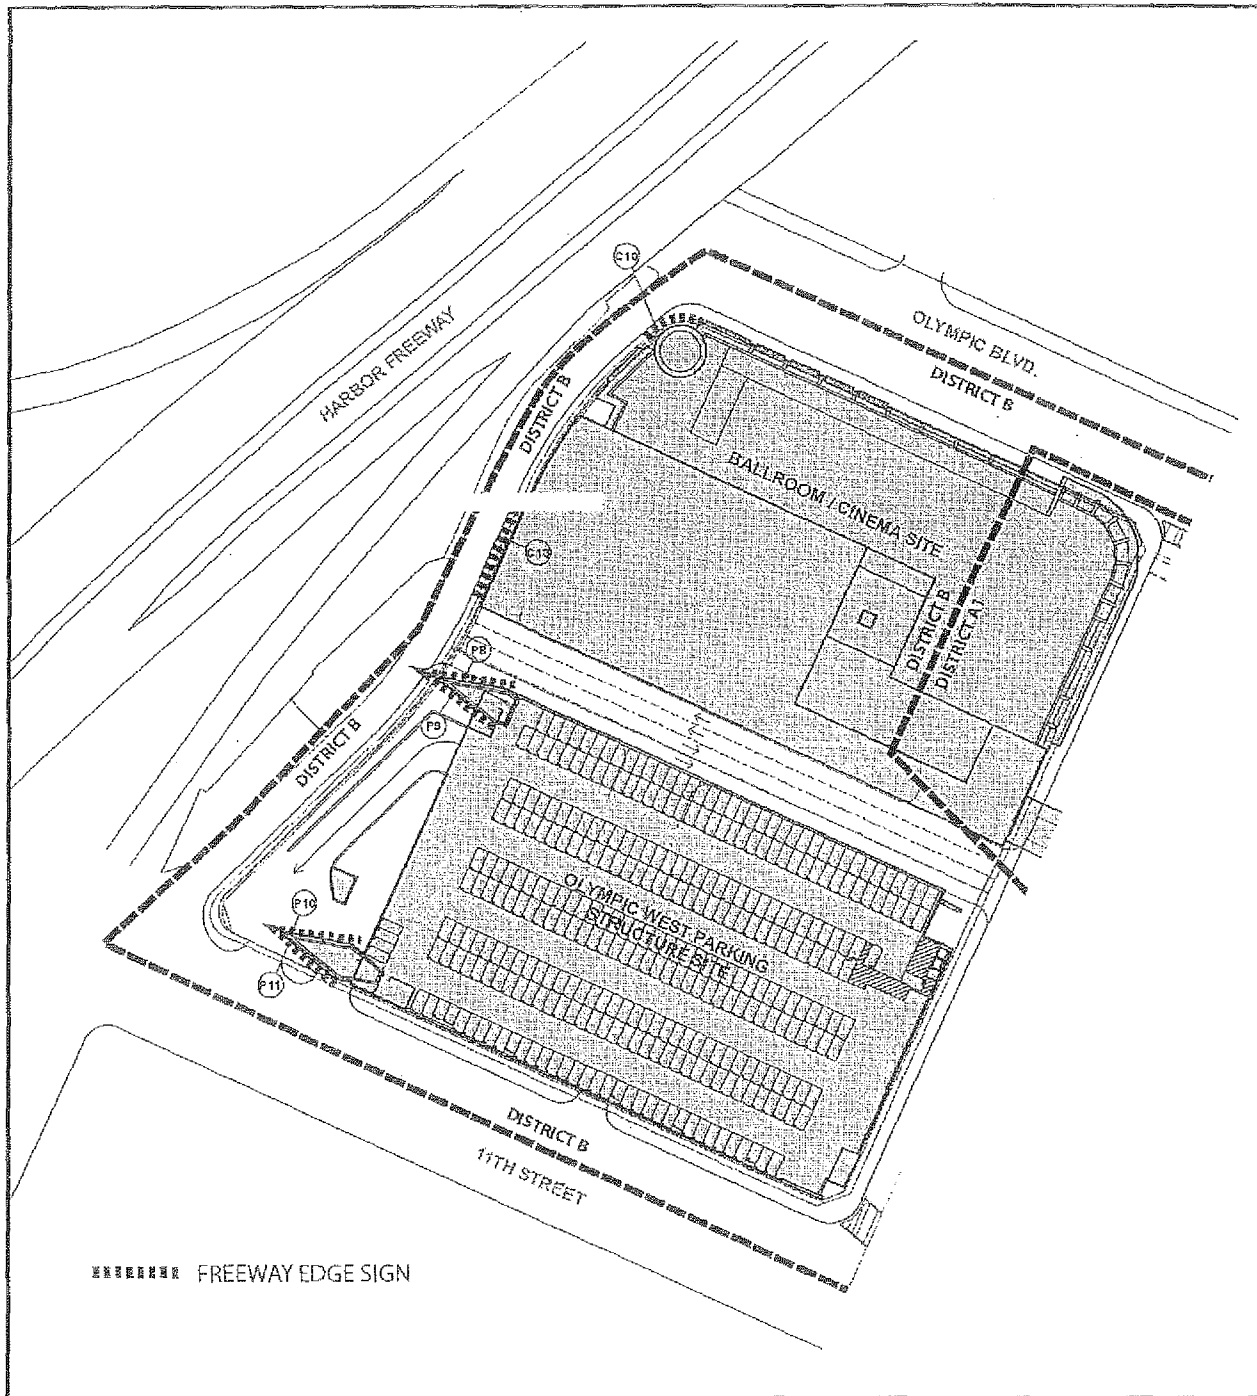 C10
HARBOR FREEWAY
OLYMPIC BLVD.
DISTRICT B
DISTRICT B
BALLROOM / CINEMA SITE
DISTRICT B
DISTRICT A1
P8
P9
DISTRICT B
P10
OLYMPIC WEST PARKING
STRUCTURE SITE
P11
DISTRICT B
11TH STREET
FREEWAY EDGE SIGN